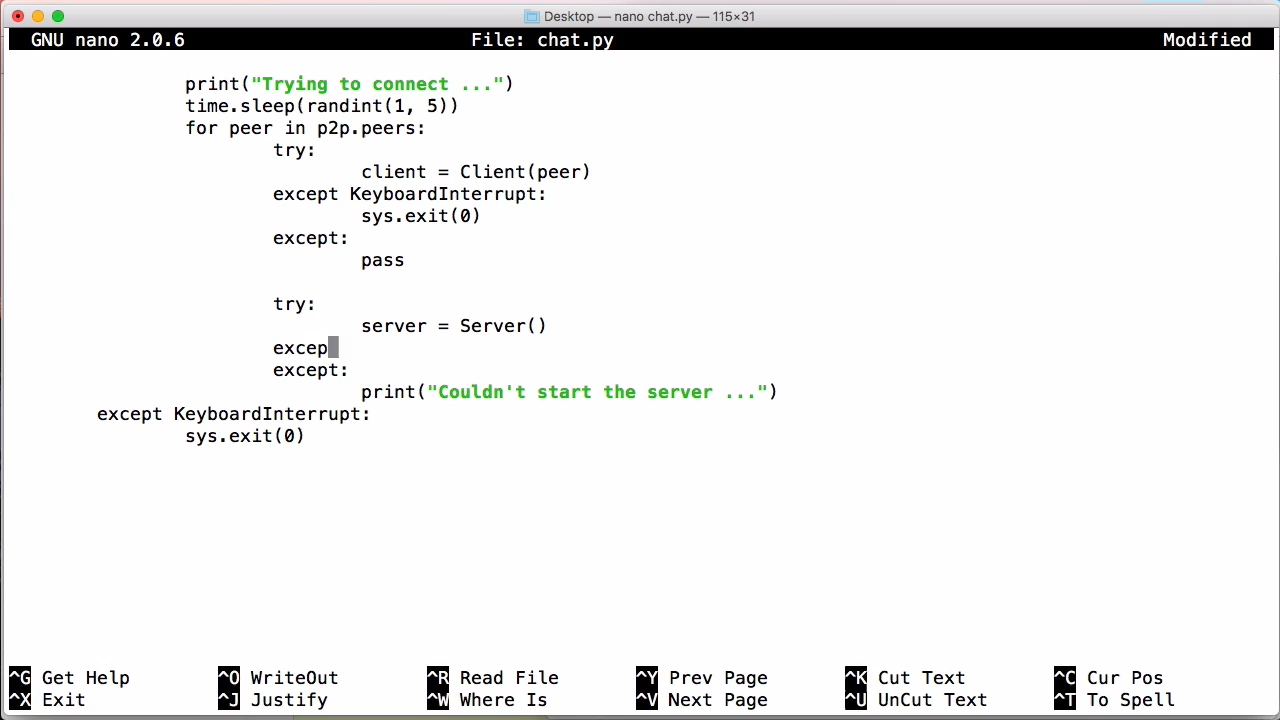 Desktop — nano chat.py — 115×31
GNU nano 2.0.6 File: chat.py Modified
print("Trying to connect ...")
time.sleep(randint(1, 5))
for peer in p2p.peers:
try:
client = Client(peer)
except KeyboardInterrupt:
sys.exit(0)
except:
pass
try:
server = Server()
excep
except:
print("Couldn't start the server ...")
except KeyboardInterrupt:
sys.exit(0)
^G Get Help ^O WriteOut ^R Read File ^Y Prev Page ^K Cut Text ^C Cur Pos
^X Exit ^J Justify ^W Where Is ^V Next Page ^U UnCut Text ^T To Spell